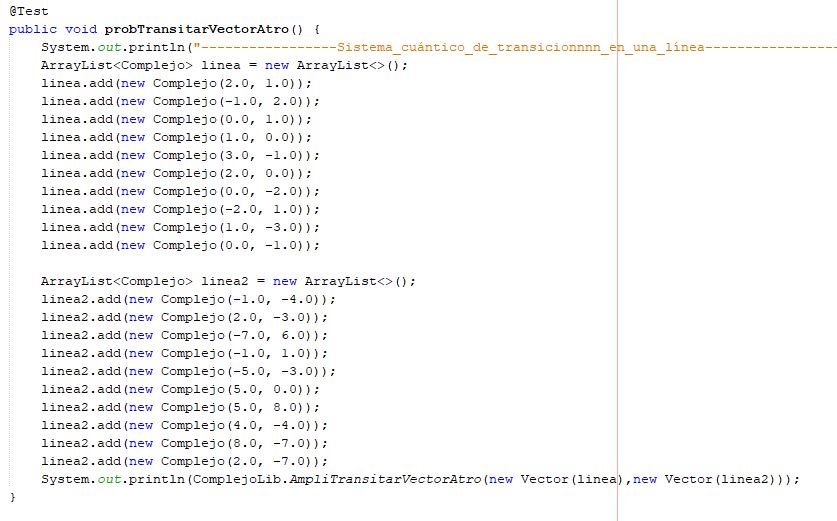 @Test
public void probTransitarVectorAtro() {
System.out.println("-----------------Sistema_cuántico_de_transicionnnn_en_una_línea-----------------
ArrayList<Complejo> linea = new ArrayList<>();
linea.add(new Complejo(2.0, 1.0));
linea.add(new Complejo(-1.0, 2.0));
linea.add(new Complejo(0.0, 1.0));
linea.add(new Complejo(1.0, 0.0));
linea.add(new Complejo(3.0, -1.0));
linea.add(new Complejo(2.0, 0.0));
linea.add(new Complejo(0.0, -2.0));
linea.add(new Complejo(-2.0, 1.0));
linea.add(new Complejo(1.0, -3.0));
linea.add(new Complejo(0.0, -1.0));
ArrayList<Complejo> linea2 = new ArrayList<>();
linea2.add(new Complejo(-1.0, -4.0));
linea2.add(new Complejo(2.0, -3.0));
linea2.add(new Complejo(-7.0, 6.0));
linea2.add(new Complejo(-1.0, 1.0));
linea2.add(new Complejo(-5.0, -3.0));
linea2.add(new Complejo(5.0, 0.0));
linea2.add(new Complejo(5.0, 8.0));
linea2.add(new Complejo(4.0, -4.0));
linea2.add(new Complejo(8.0, -7.0));
linea2.add(new Complejo(2.0, -7.0));
System.out.println(ComplejoLib.AmpliTransitarVectorAtro(new Vector(linea),new Vector(linea2)));
}